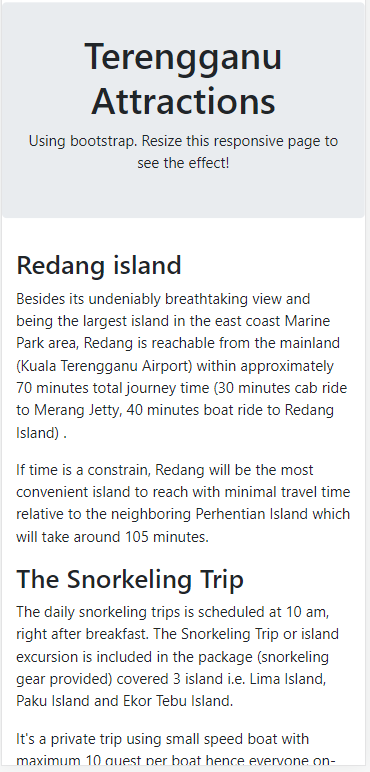 Terengganu
Attractions
Using bootstrap. Resize this responsive page to
see the effect!
Redang island
Besides its undeniably breathtaking view and
being the largest island in the east coast Marine
Park area, Redang is reachable from the mainland
(Kuala Terengganu Airport) within approximately
70 minutes total journey time (30 minutes cab ride
to Merang Jetty, 40 minutes boat ride to Redang
Island) .
If time is a constrain, Redang will be the most
convenient island to reach with minimal travel time
relative to the neighboring Perhentian Island which
will take around 105 minutes.
The Snorkeling Trip
The daily snorkeling trips is scheduled at 10 am,
right after breakfast. The Snorkeling Trip or island
excursion is included in the package (snorkeling
gear provided) covered 3 island i.e. Lima Island,
Paku Island and Ekor Tebu Island.
It's a private trip using small speed boat with
maximum 10 guest per boat hence everyone on-